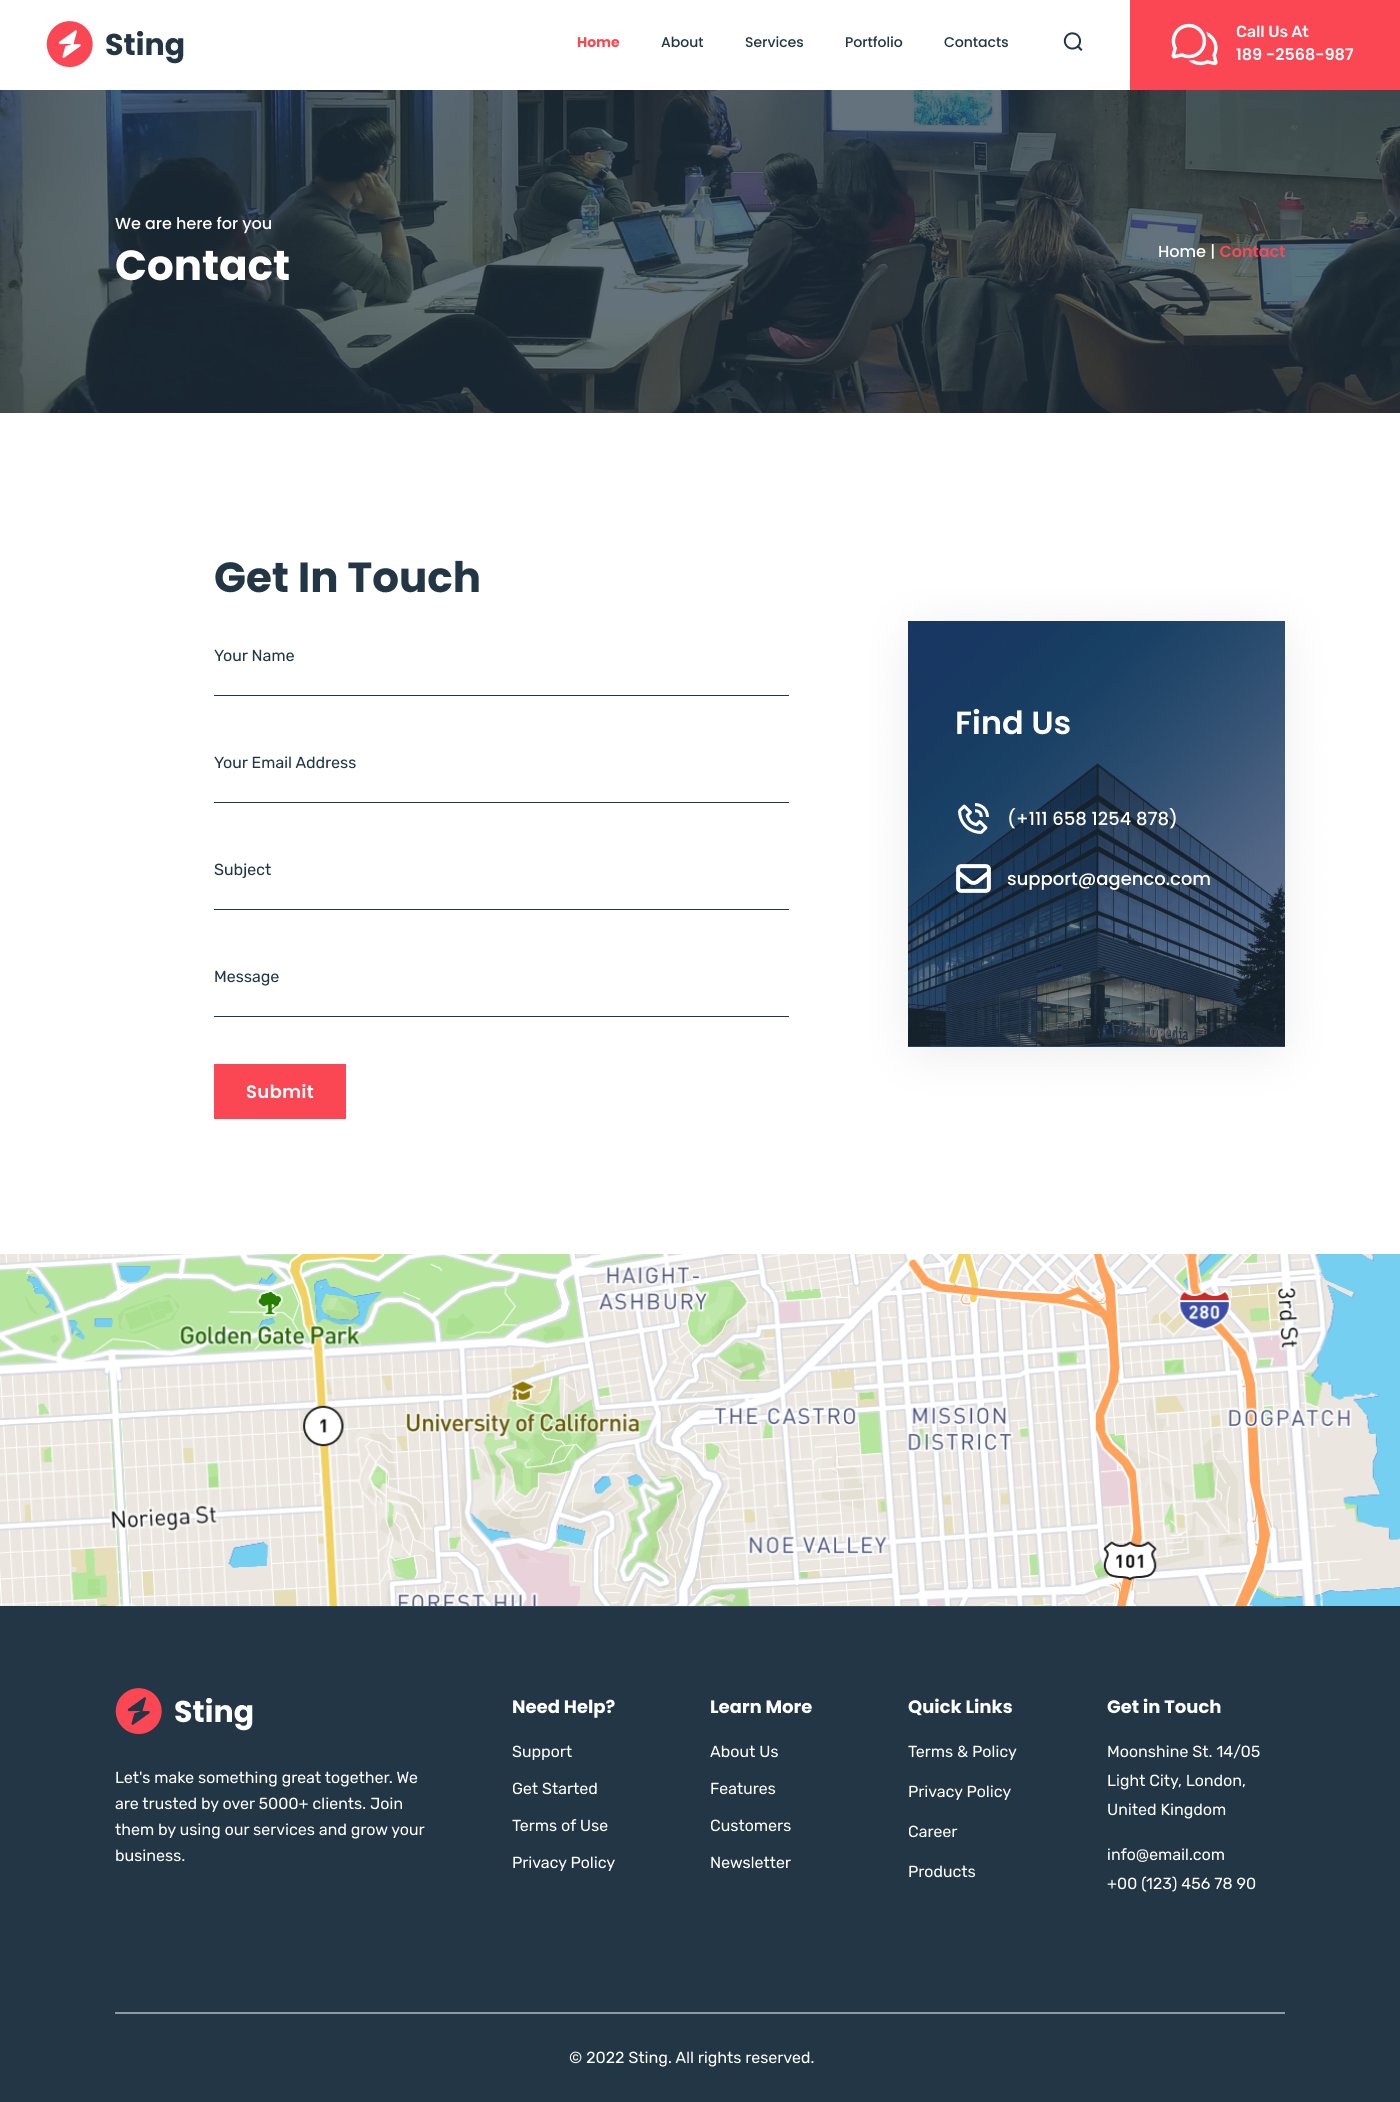 Sting
Home
About
Services
Portfolio
Contacts
Call Us At
189 -2568-987
We are here for you
Contact
Home | Contact
Get In Touch
Your Name
Your Email Address
Subject
Message
Submit
Find Us
(+111 658 1254 878)
support@agenco.com
HAIGHT-
ASHBURY
Golden Gate Park
280
3rd St
University of California
1
THE CASTRO
MISSION
DISTRICT
DOGPATCH
Noriega St
NOE VALLEY
101
FOREST HILL
Sting
Let's make something great together. We
are trusted by over 5000+ clients. Join
them by using our services and grow your
business.
Need Help?
Support
Get Started
Terms of Use
Privacy Policy
Learn More
About Us
Features
Customers
Newsletter
Quick Links
Terms & Policy
Privacy Policy
Career
Products
Get in Touch
Moonshine St. 14/05
Light City, London,
United Kingdom
info@email.com
+00 (123) 456 78 90
© 2022 Sting. All rights reserved.